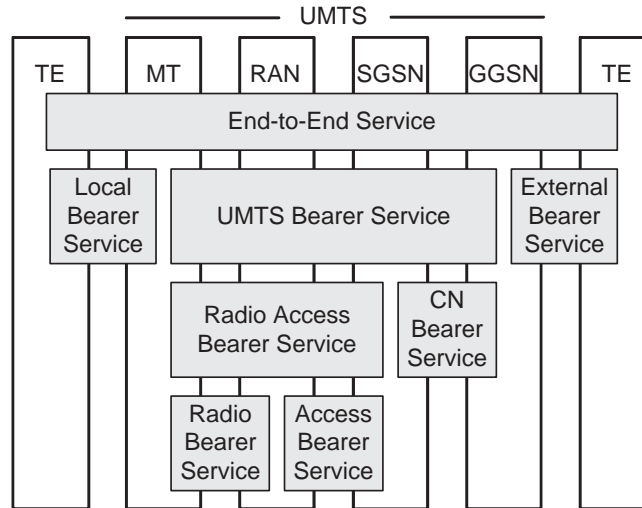 UMTS
TE MT RAN SGSN GGSN TE
End-to-End Service
Local
Bearer
Service
UMTS Bearer Service
External
Bearer
Service
Radio Access
Bearer Service
CN
Bearer
Service
Radio
Bearer
Service
Access
Bearer
Service